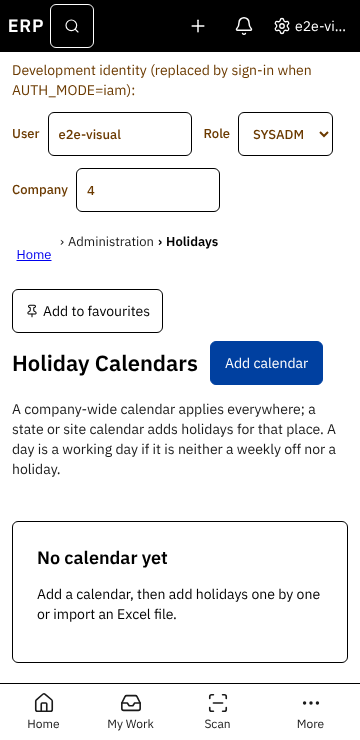 ERP
e2e-vi...
Development identity (replaced by sign-in when
AUTH_MODE=iam):
User
e2e-visual
Role
SYSADM
Company
4
Home › Administration › Holidays
Add to favourites
Holiday Calendars
Add calendar
A company-wide calendar applies everywhere; a
state or site calendar adds holidays for that place. A
day is a working day if it is neither a weekly off nor a
holiday.
No calendar yet
Add a calendar, then add holidays one by one
or import an Excel file.
Home
My Work
Scan
More